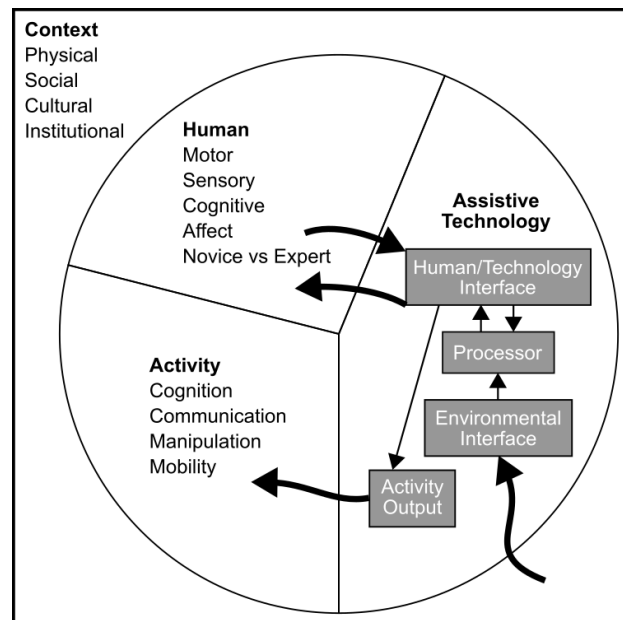 Context
Physical
Social
Cultural
Institutional
Human
Motor
Sensory
Cognitive
Affect
Novice vs Expert
Assistive
Technology
Human/Technology
Interface
Processor
Environmental
Interface
Activity
Output
Activity
Cognition
Communication
Manipulation
Mobility